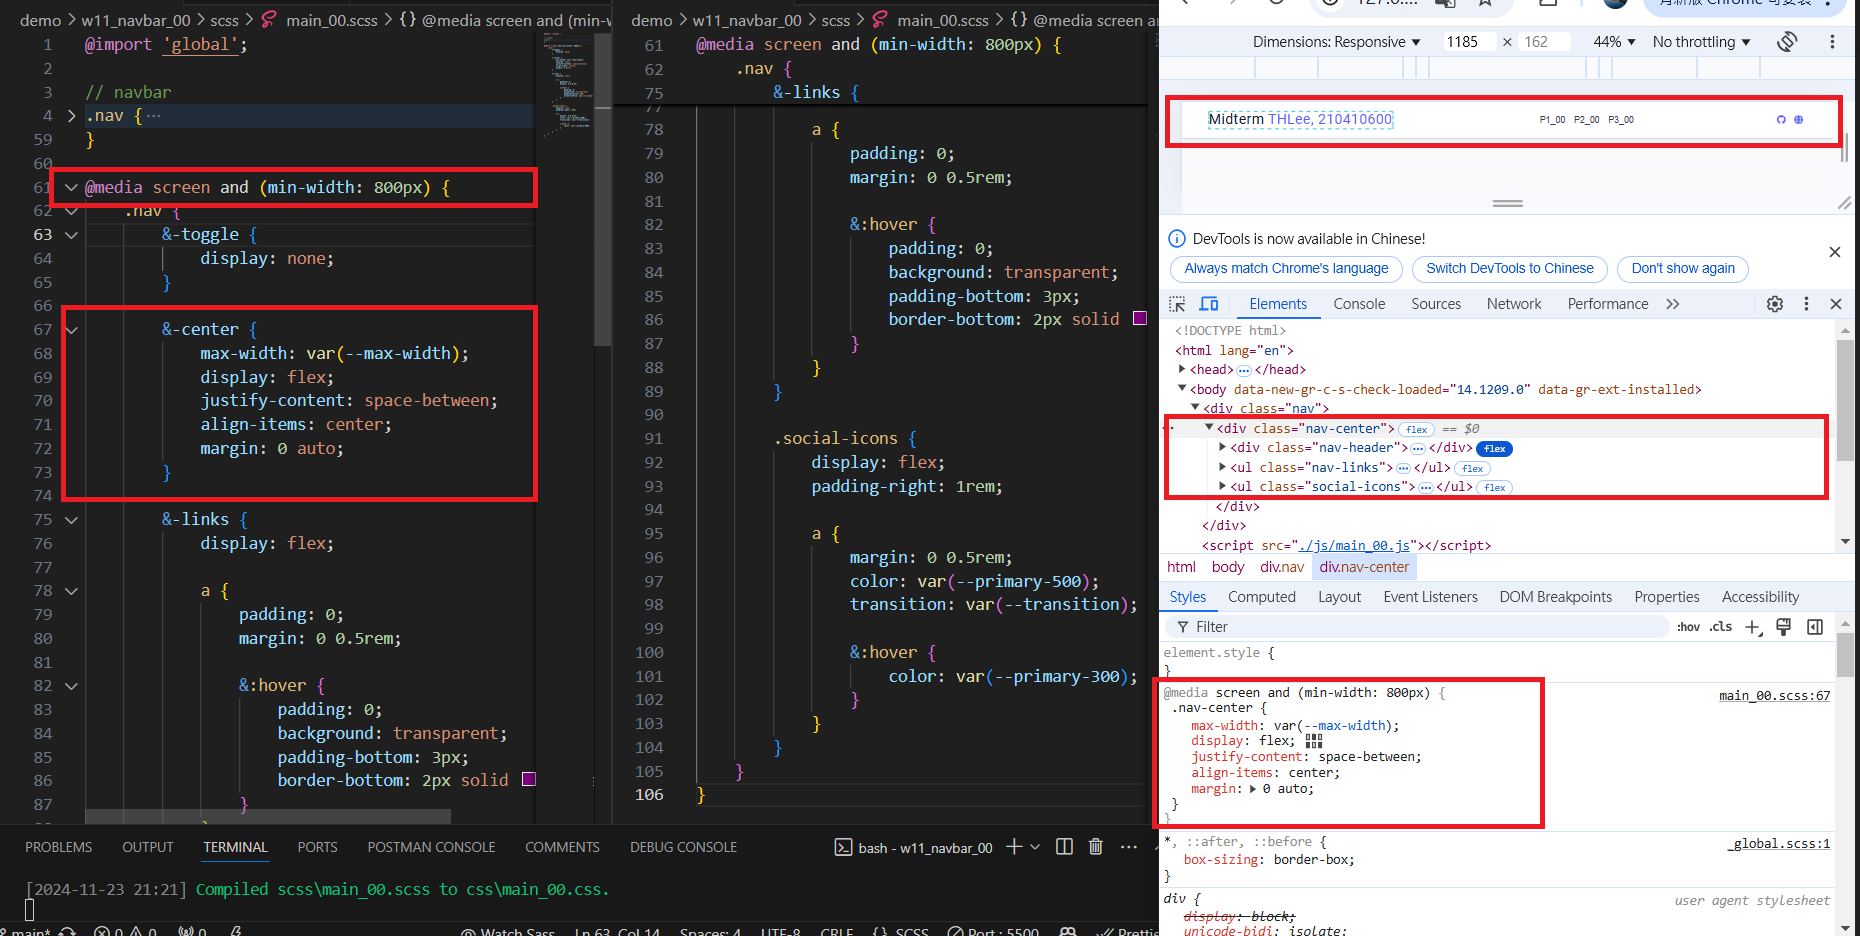 demo > w11_navbar_00 > scss > main_00.scss > {} @media screen and (min-w
1 @import 'global';
2
3 // navbar
4 .nav { ···
59 }
60
61 @media screen and (min-width: 800px) {
62 .nav {
63 &-toggle {
64 display: none;
65 }
66
67 &-center {
68 max-width: var(--max-width);
69 display: flex;
70 justify-content: space-between;
71 align-items: center;
72 margin: 0 auto;
73 }
74
75 &-links {
76 display: flex;
77
78 a {
79 padding: 0;
80 margin: 0 0.5rem;
81
82 &:hover {
83 padding: 0;
84 background: transparent;
85 padding-bottom: 3px;
86 border-bottom: 2px solid
87 }
demo > w11_navbar_00 > scss > main_00.scss > {} @media screen an
61 @media screen and (min-width: 800px) {
62 .nav {
75 &-links {
77
78 a {
79 padding: 0;
80 margin: 0 0.5rem;
81
82 &:hover {
83 padding: 0;
84 background: transparent;
85 padding-bottom: 3px;
86 border-bottom: 2px solid
87 }
88 }
89 }
90
91 .social-icons {
92 display: flex;
93 padding-right: 1rem;
94
95 a {
96 margin: 0 0.5rem;
97 color: var(--primary-500);
98 transition: var(--transition);
99
100 &:hover {
101 color: var(--primary-300);
102 }
103 }
104 }
105 }
106 }
PROBLEMS OUTPUT TERMINAL PORTS POSTMAN CONSOLE COMMENTS DEBUG CONSOLE bash - w11_navbar_00
[2024-11-23 21:21] Compiled scss\main_00.scss to css\main_00.css.
main* 0 0 0 Watch Sass Ln 63, Col 14 Spaces: 4 UTF-8 CRLF {} SCSS Port : 5500 Prettie
Dimensions: Responsive 1185 × 162 44% No throttling
Midterm THLee, 210410600 P1_00 P2_00 P3_00
DevTools is now available in Chinese!
Always match Chrome's language Switch DevTools to Chinese Don't show again
Elements Console Sources Network Performance >>
<!DOCTYPE html>
<html lang="en">
<head>···</head>
<body data-new-gr-c-s-check-loaded="14.1209.0" data-gr-ext-installed>
<div class="nav">
<div class="nav-center"> flex == $0
<div class="nav-header">···</div> flex
<ul class="nav-links">···</ul> flex
<ul class="social-icons">···</ul> flex
</div>
</div>
<script src="./js/main_00.js"></script>
html body div.nav div.nav-center
Styles Computed Layout Event Listeners DOM Breakpoints Properties Accessibility
Filter :hov .cls +
element.style {
}
@media screen and (min-width: 800px) {
.nav-center { main_00.scss:67
max-width: var(--max-width);
display: flex;
justify-content: space-between;
align-items: center;
margin: 0 auto;
}
}
*, ::after, ::before { _global.scss:1
box-sizing: border-box;
}
div { user agent stylesheet
display: block;
unicode-bidi: isolate;